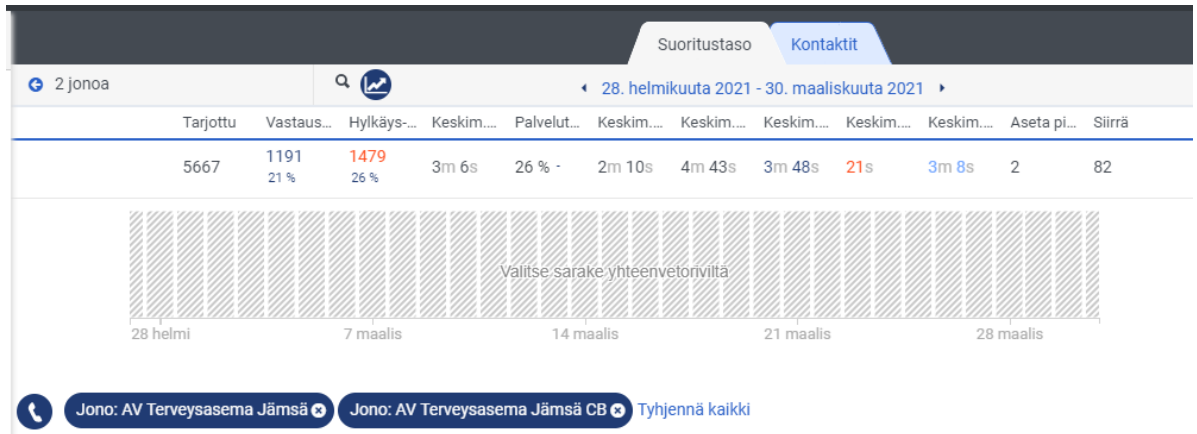 Suoritustaso Kontaktit
2 jonoa 28. helmikuuta 2021 - 30. maaliskuuta 2021
Tarjottu Vastaus... Hylkäys-... Keskim.... Palvelut... Keskim.... Keskim.... Keskim.... Keskim.... Keskim.... Aseta pi... Siirrä
5667 1191 1479 3m 6s 26 % - 2m 10s 4m 43s 3m 48s 21s 3m 8s 2 82
21 % 26 %
Valitse sarake yhteenvetoriviltä
28 helmi 7 maalis 14 maalis 21 maalis 28 maalis
Jono: AV Terveysasema Jämsä Jono: AV Terveysasema Jämsä CB Tyhjennä kaikki